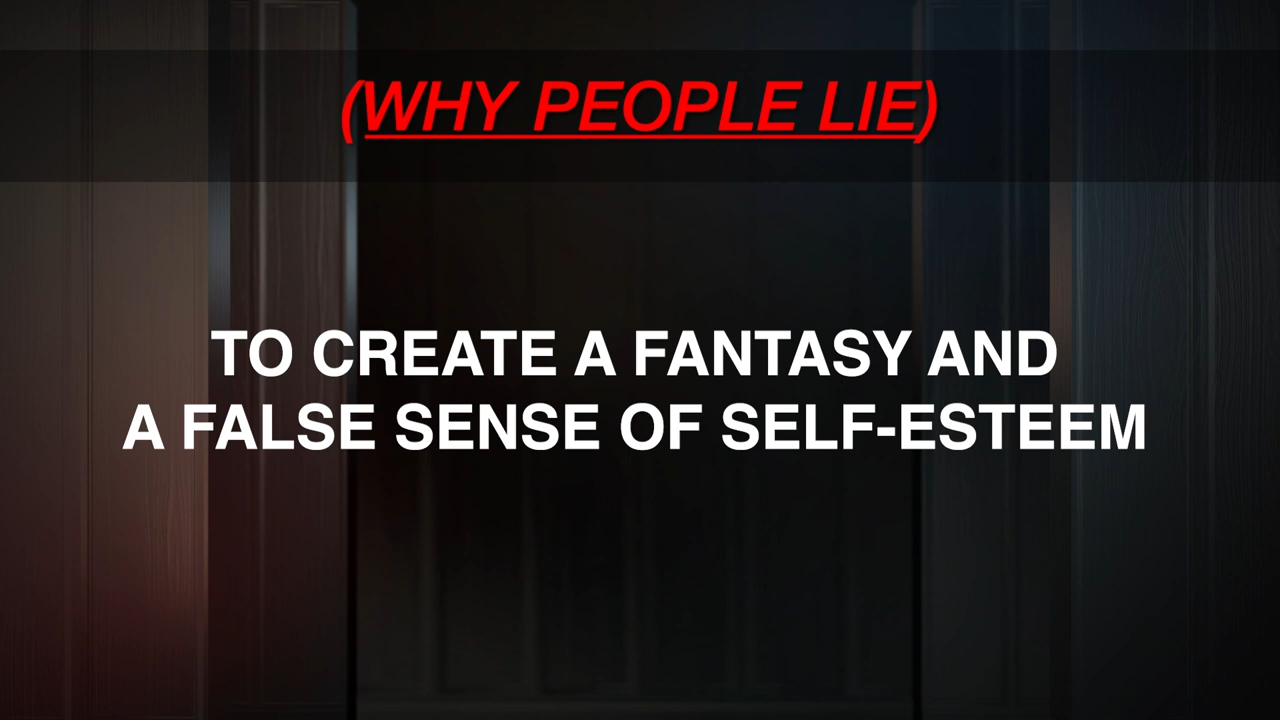 (WHY PEOPLE LIE)
TO CREATE A FANTASY AND
A FALSE SENSE OF SELF-ESTEEM